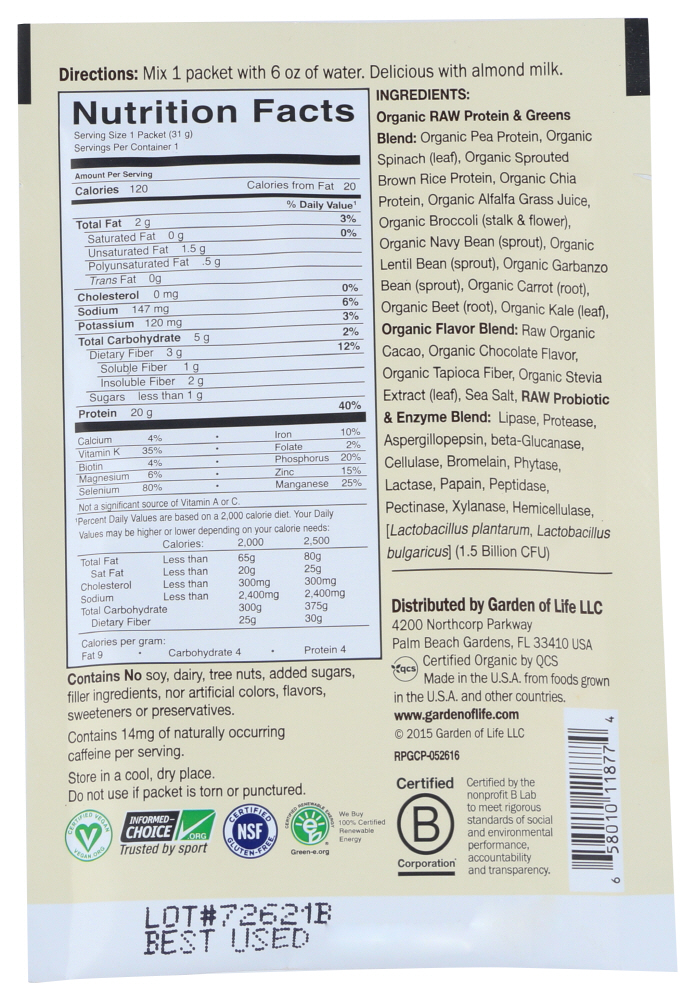 Directions: Mix 1 packet with 6 oz of water. Delicious with almond milk.
Nutrition Facts
Serving Size 1 Packet (31 g)
Servings Per Container 1
Amount Per Serving
Calories 120 Calories from Fat 20
% Daily Value¹
Total Fat 2 g 3%
Saturated Fat 0 g 0%
Unsaturated Fat 1.5 g
Polyunsaturated Fat .5 g
Trans Fat 0g
Cholesterol 0 mg 0%
Sodium 147 mg 6%
Potassium 120 mg 3%
Total Carbohydrate 5 g 2%
Dietary Fiber 3 g 12%
Soluble Fiber 1 g
Insoluble Fiber 2 g
Sugars less than 1 g
Protein 20 g 40%
Calcium 4% • Iron 10%
Vitamin K 35% • Folate 2%
Biotin 4% • Phosphorus 20%
Magnesium 6% • Zinc 15%
Selenium 80% • Manganese 25%
Not a significant source of Vitamin A or C.
¹Percent Daily Values are based on a 2,000 calorie diet. Your Daily
Values may be higher or lower depending on your calorie needs:
Calories: 2,000 2,500
Total Fat Less than 65g 80g
Sat Fat Less than 20g 25g
Cholesterol Less than 300mg 300mg
Sodium Less than 2,400mg 2,400mg
Total Carbohydrate 300g 375g
Dietary Fiber 25g 30g
Calories per gram:
Fat 9 • Carbohydrate 4 • Protein 4
Contains No soy, dairy, tree nuts, added sugars,
filler ingredients, nor artificial colors, flavors,
sweeteners or preservatives.
Contains 14mg of naturally occurring
caffeine per serving.
Store in a cool, dry place.
Do not use if packet is torn or punctured.
INGREDIENTS:
Organic RAW Protein & Greens
Blend: Organic Pea Protein, Organic
Spinach (leaf), Organic Sprouted
Brown Rice Protein, Organic Chia
Protein, Organic Alfalfa Grass Juice,
Organic Broccoli (stalk & flower),
Organic Navy Bean (sprout), Organic
Lentil Bean (sprout), Organic Garbanzo
Bean (sprout), Organic Carrot (root),
Organic Beet (root), Organic Kale (leaf),
Organic Flavor Blend: Raw Organic
Cacao, Organic Chocolate Flavor,
Organic Tapioca Fiber, Organic Stevia
Extract (leaf), Sea Salt, RAW Probiotic
& Enzyme Blend: Lipase, Protease,
Aspergillopepsin, beta-Glucanase,
Cellulase, Bromelain, Phytase,
Lactase, Papain, Peptidase,
Pectinase, Xylanase, Hemicellulase,
[Lactobacillus plantarum, Lactobacillus
bulgaricus] (1.5 Billion CFU)
Distributed by Garden of Life LLC
4200 Northcorp Parkway
Palm Beach Gardens, FL 33410 USA
qcs Certified Organic by QCS
Made in the U.S.A. from foods grown
in the U.S.A. and other countries.
www.gardenoflife.com
© 2015 Garden of Life LLC
RPGCP-052616
CERTIFIED VEGAN
VEGAN.ORG
INFORMED-
CHOICE .ORG
Trusted by sport
CERTIFIED
NSF
GLUTEN-FREE
CERTIFIED RENEWABLE ENERGY
Green-e.org
We Buy
100% Certified
Renewable
Energy
Certified
B
Corporation
Certified by the
nonprofit B Lab
to meet rigorous
standards of social
and environmental
performance,
accountability
and transparency.
6 58010 11877 4
LOT#72621B
BEST USED